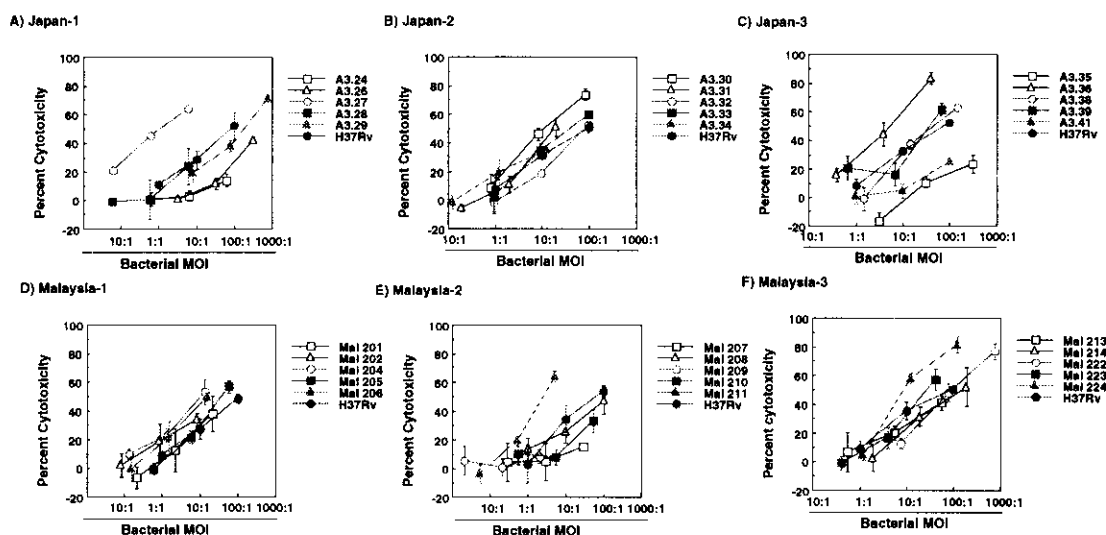 A) Japan-1
Percent Cytotoxicity
100
80
60
40
20
0
-20
10:1 1:1 10:1 100:1 1000:1
Bacterial MOI
A3.24
A3.26
A3.27
A3.28
A3.29
H37Rv
B) Japan-2
Percent Cytotoxicity
100
80
60
40
20
0
-20
10:1 1:1 10:1 100:1 1000:1
Bacterial MOI
A3.30
A3.31
A3.32
A3.33
A3.34
H37Rv
C) Japan-3
Percent Cytotoxicity
100
80
60
40
20
0
-20
10:1 1:1 10:1 100:1 1000:1
Bacterial MOI
A3.35
A3.36
A3.38
A3.39
A3.41
H37Rv
D) Malaysia-1
Percent Cytotoxicity
100
80
60
40
20
0
-20
10:1 1:1 10:1 100:1 1000:1
Bacterial MOI
Mal 201
Mal 202
Mal 204
Mal 205
Mal 206
H37Rv
E) Malaysia-2
Percent Cytotoxicity
100
80
60
40
20
0
-20
10:1 1:1 10:1 100:1 1000:1
Bacterial MOI
Mal 207
Mal 208
Mal 209
Mal 210
Mal 211
H37Rv
F) Malaysia-3
Percent Cytotoxicity
100
80
60
40
20
0
-20
10:1 1:1 10:1 100:1 1000:1
Bacterial MOI
Mal 213
Mal 214
Mal 222
Mal 223
Mal 224
H37Rv